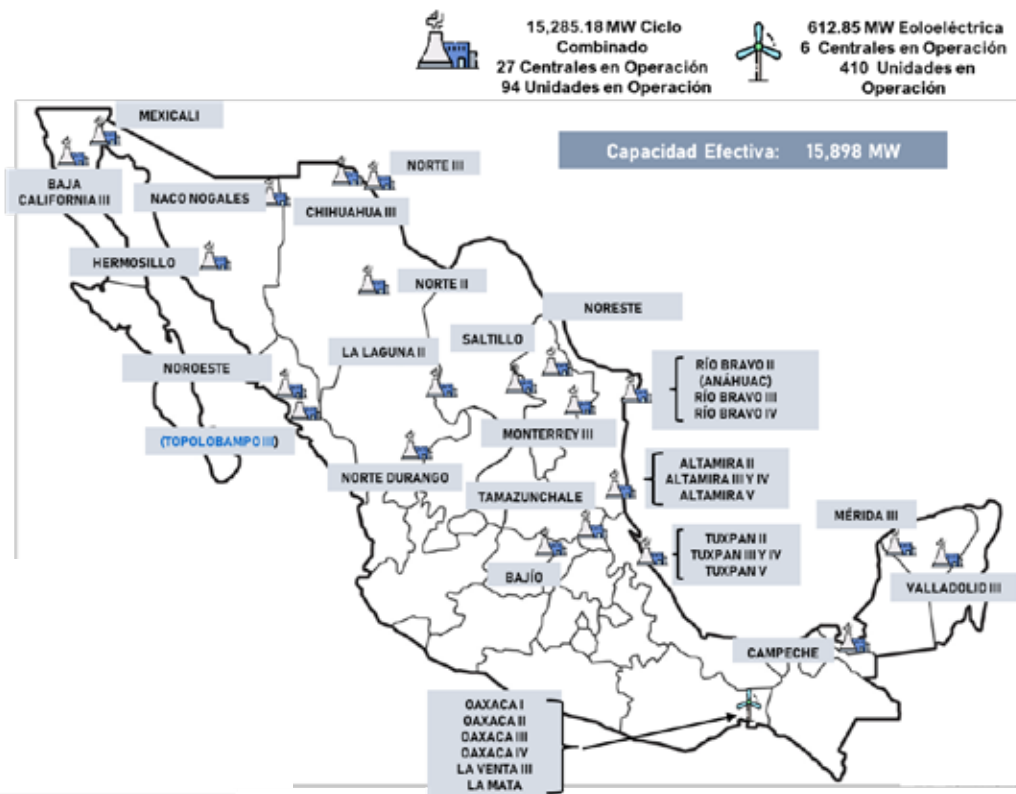 15,285.18 MW Ciclo
Combinado
27 Centrales en Operación
94 Unidades en Operación
612.85 MW Eoloeléctrica
6 Centrales en Operación
410 Unidades en
Operación
Capacidad Efectiva: 15,898 MW
MEXICALI
BAJA
CALIFORNIA III
NACO NOGALES
NORTE III
CHIHUAHUA III
HERMOSILLO
NORTE II
NORESTE
SALTILLO
LA LAGUNA II
NOROESTE
RÍO BRAVO II
(ANÁHUAC)
RÍO BRAVO III
RÍO BRAVO IV
(TOPOLOBAMPO III)
MONTERREY III
NORTE DURANGO
TAMAZUNCHALE
ALTAMIRA II
ALTAMIRA III Y IV
ALTAMIRA V
MÉRIDA III
TUXPAN II
TUXPAN III Y IV
TUXPAN V
BAJÍO
VALLADOLID III
CAMPECHE
OAXACA I
OAXACA II
OAXACA III
OAXACA IV
LA VENTA III
LA MATA